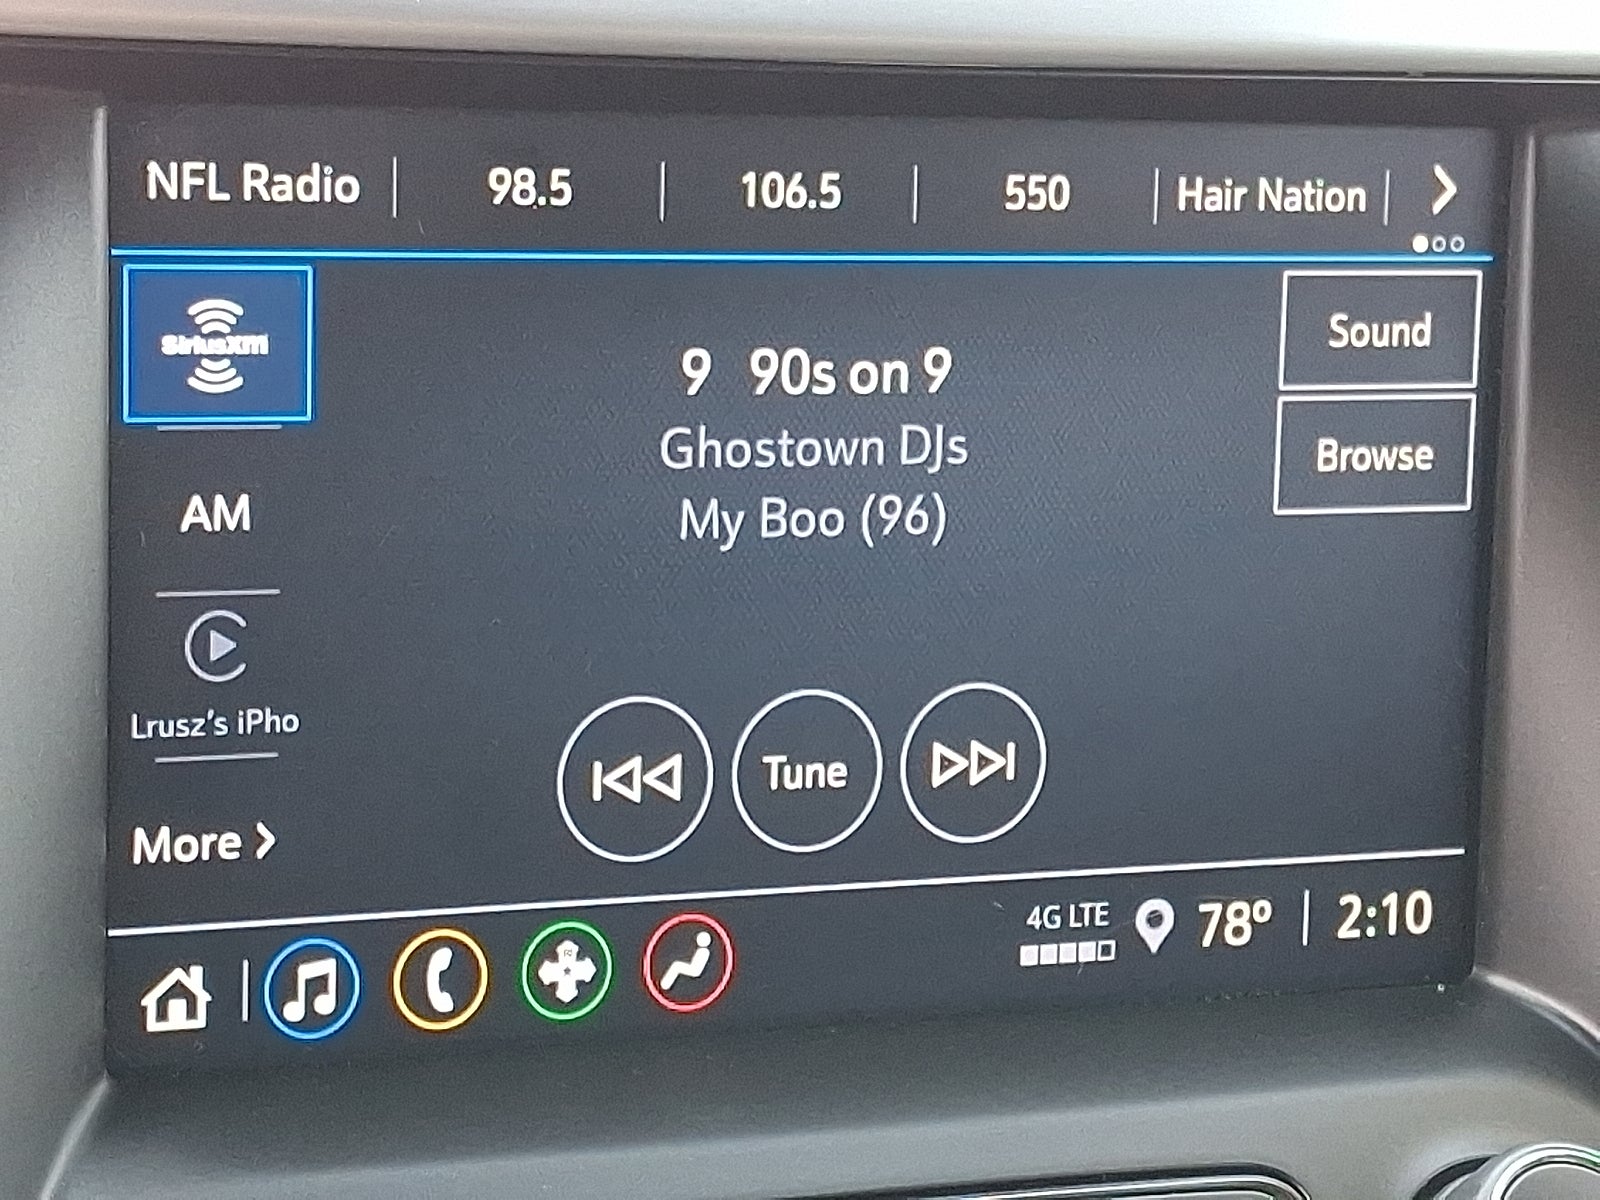 NFL Radio | 98.5 | 106.5 | 550 | Hair Nation |
SiriusXM
9 90s on 9
Ghostown DJs
My Boo (96)
Sound
Browse
AM
Lrusz's iPho
More
Tune
4G LTE
78° | 2:10